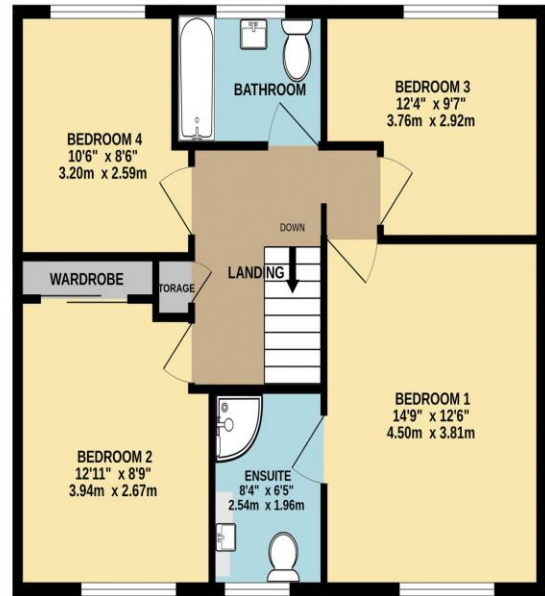 BATHROOM
BEDROOM 3
12'4" x 9'7"
3.76m x 2.92m
BEDROOM 4
10'6" x 8'6"
3.20m x 2.59m
DOWN
WARDROBE
TORAGE
LANDING
BEDROOM 1
14'9" x 12'6"
4.50m x 3.81m
BEDROOM 2
12'11" x 8'9"
3.94m x 2.67m
ENSUITE
8'4" x 6'5"
2.54m x 1.96m